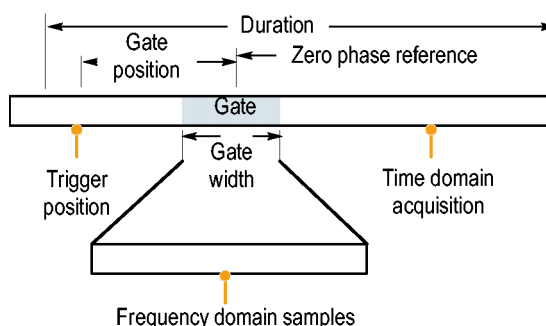 Duration
Gate
position
Zero phase reference
Gate
Gate
width
Trigger
position
Time domain
acquisition
Frequency domain samples